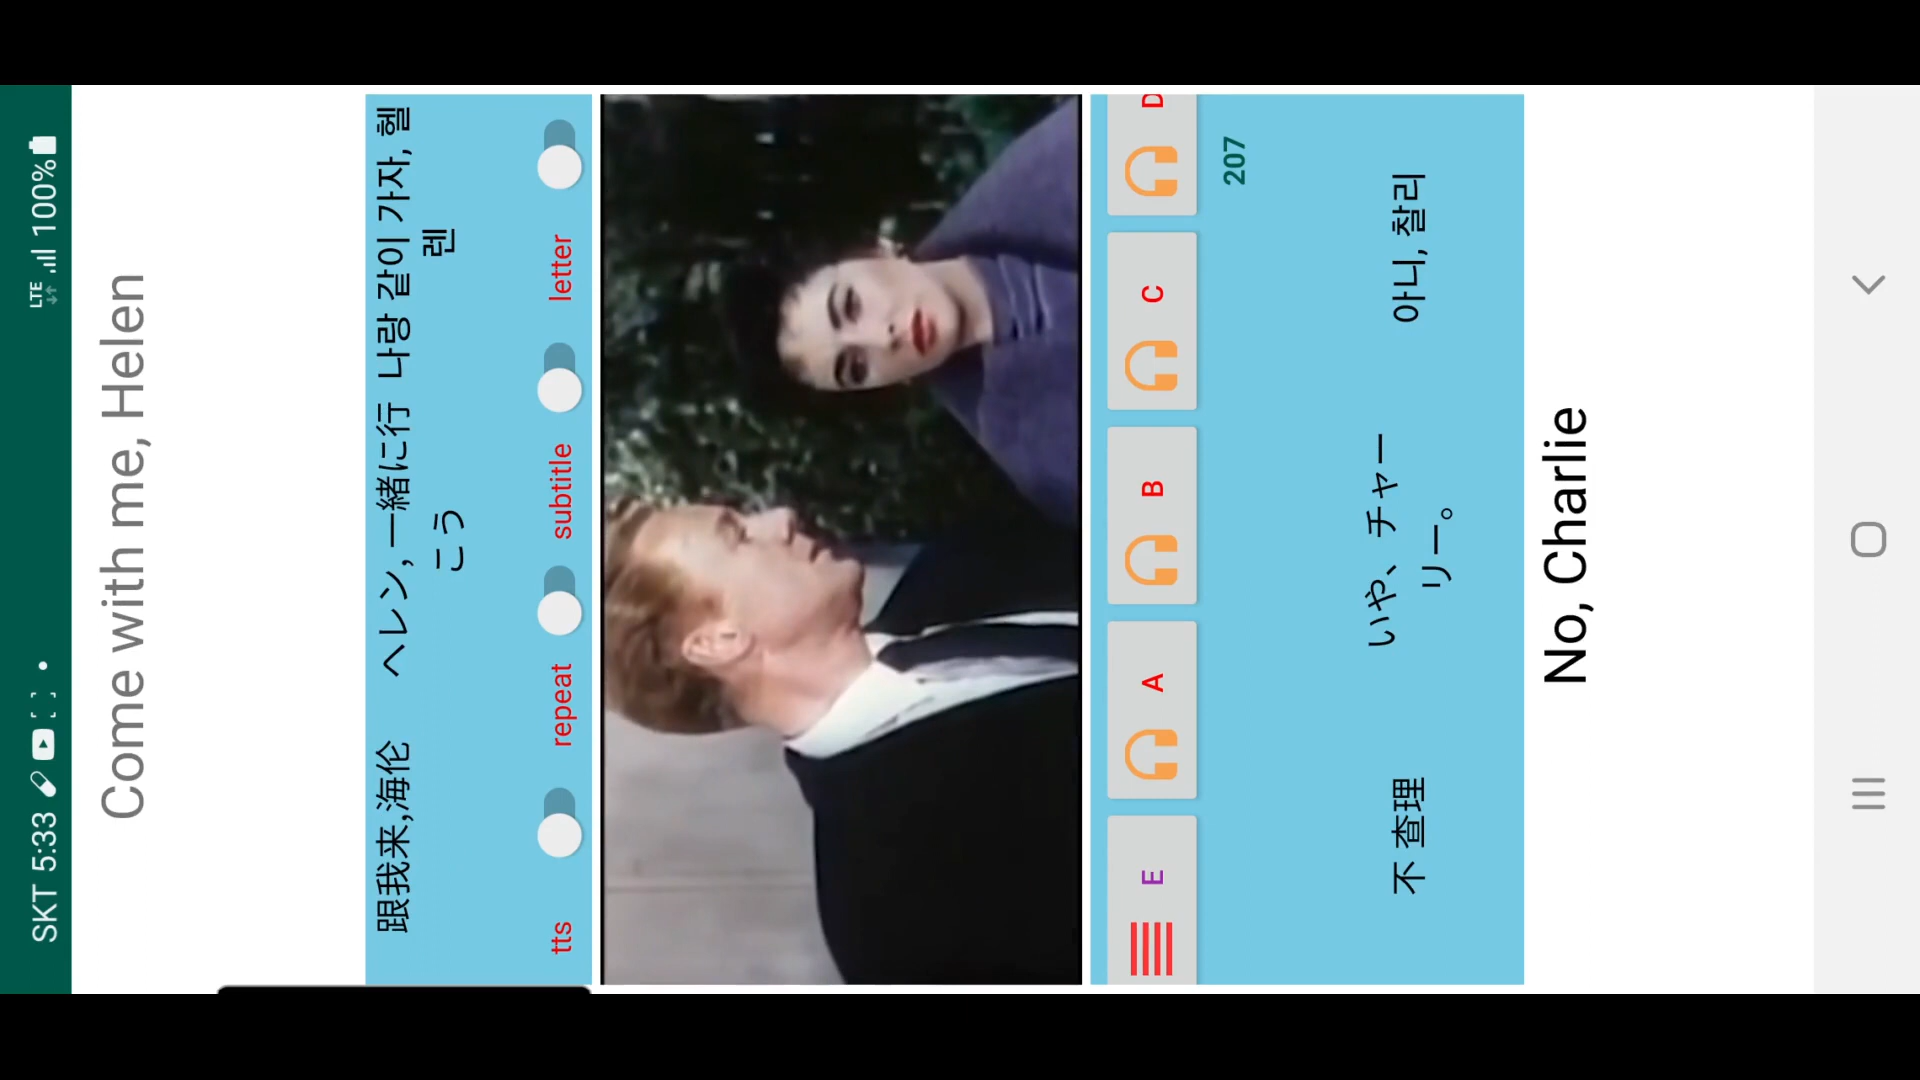 SKT 5:33
LTE 100%
Come with me, Helen
跟我来,海伦
ヘレン, 一緒に行
こう
나랑 같이 가자, 헬
렌
tts
repeat
subtitle
letter
E
A
B
C
D
207
不 查理
いや、チャー
リー。
아니, 찰리
No, Charlie